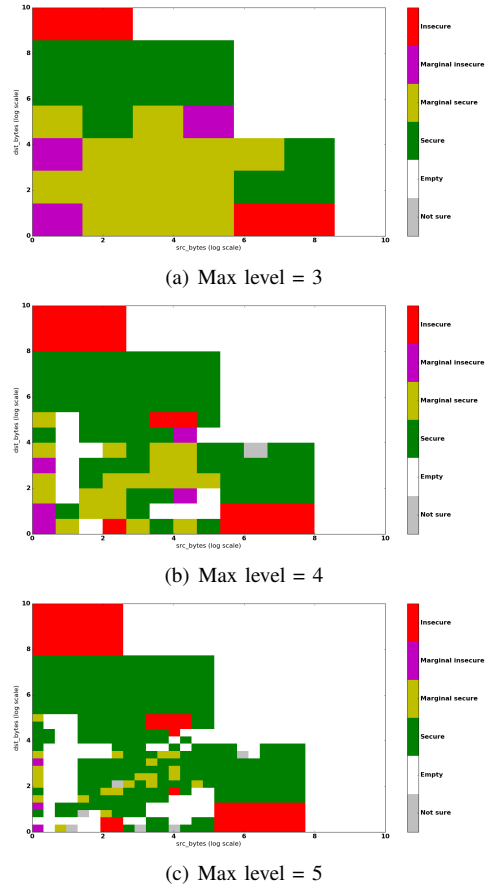 10
8
6
4
2
0
dst_bytes (log scale)
0 2 4 6 8 10
src_bytes (log scale)
Insecure
Marginal insecure
Marginal secure
Secure
Empty
Not sure
(a) Max level = 3
10
8
6
4
2
0
dst_bytes (log scale)
0 2 4 6 8 10
src_bytes (log scale)
Insecure
Marginal insecure
Marginal secure
Secure
Empty
Not sure
(b) Max level = 4
10
8
6
4
2
0
dst_bytes (log scale)
0 2 4 6 8 10
src_bytes (log scale)
Insecure
Marginal insecure
Marginal secure
Secure
Empty
Not sure
(c) Max level = 5